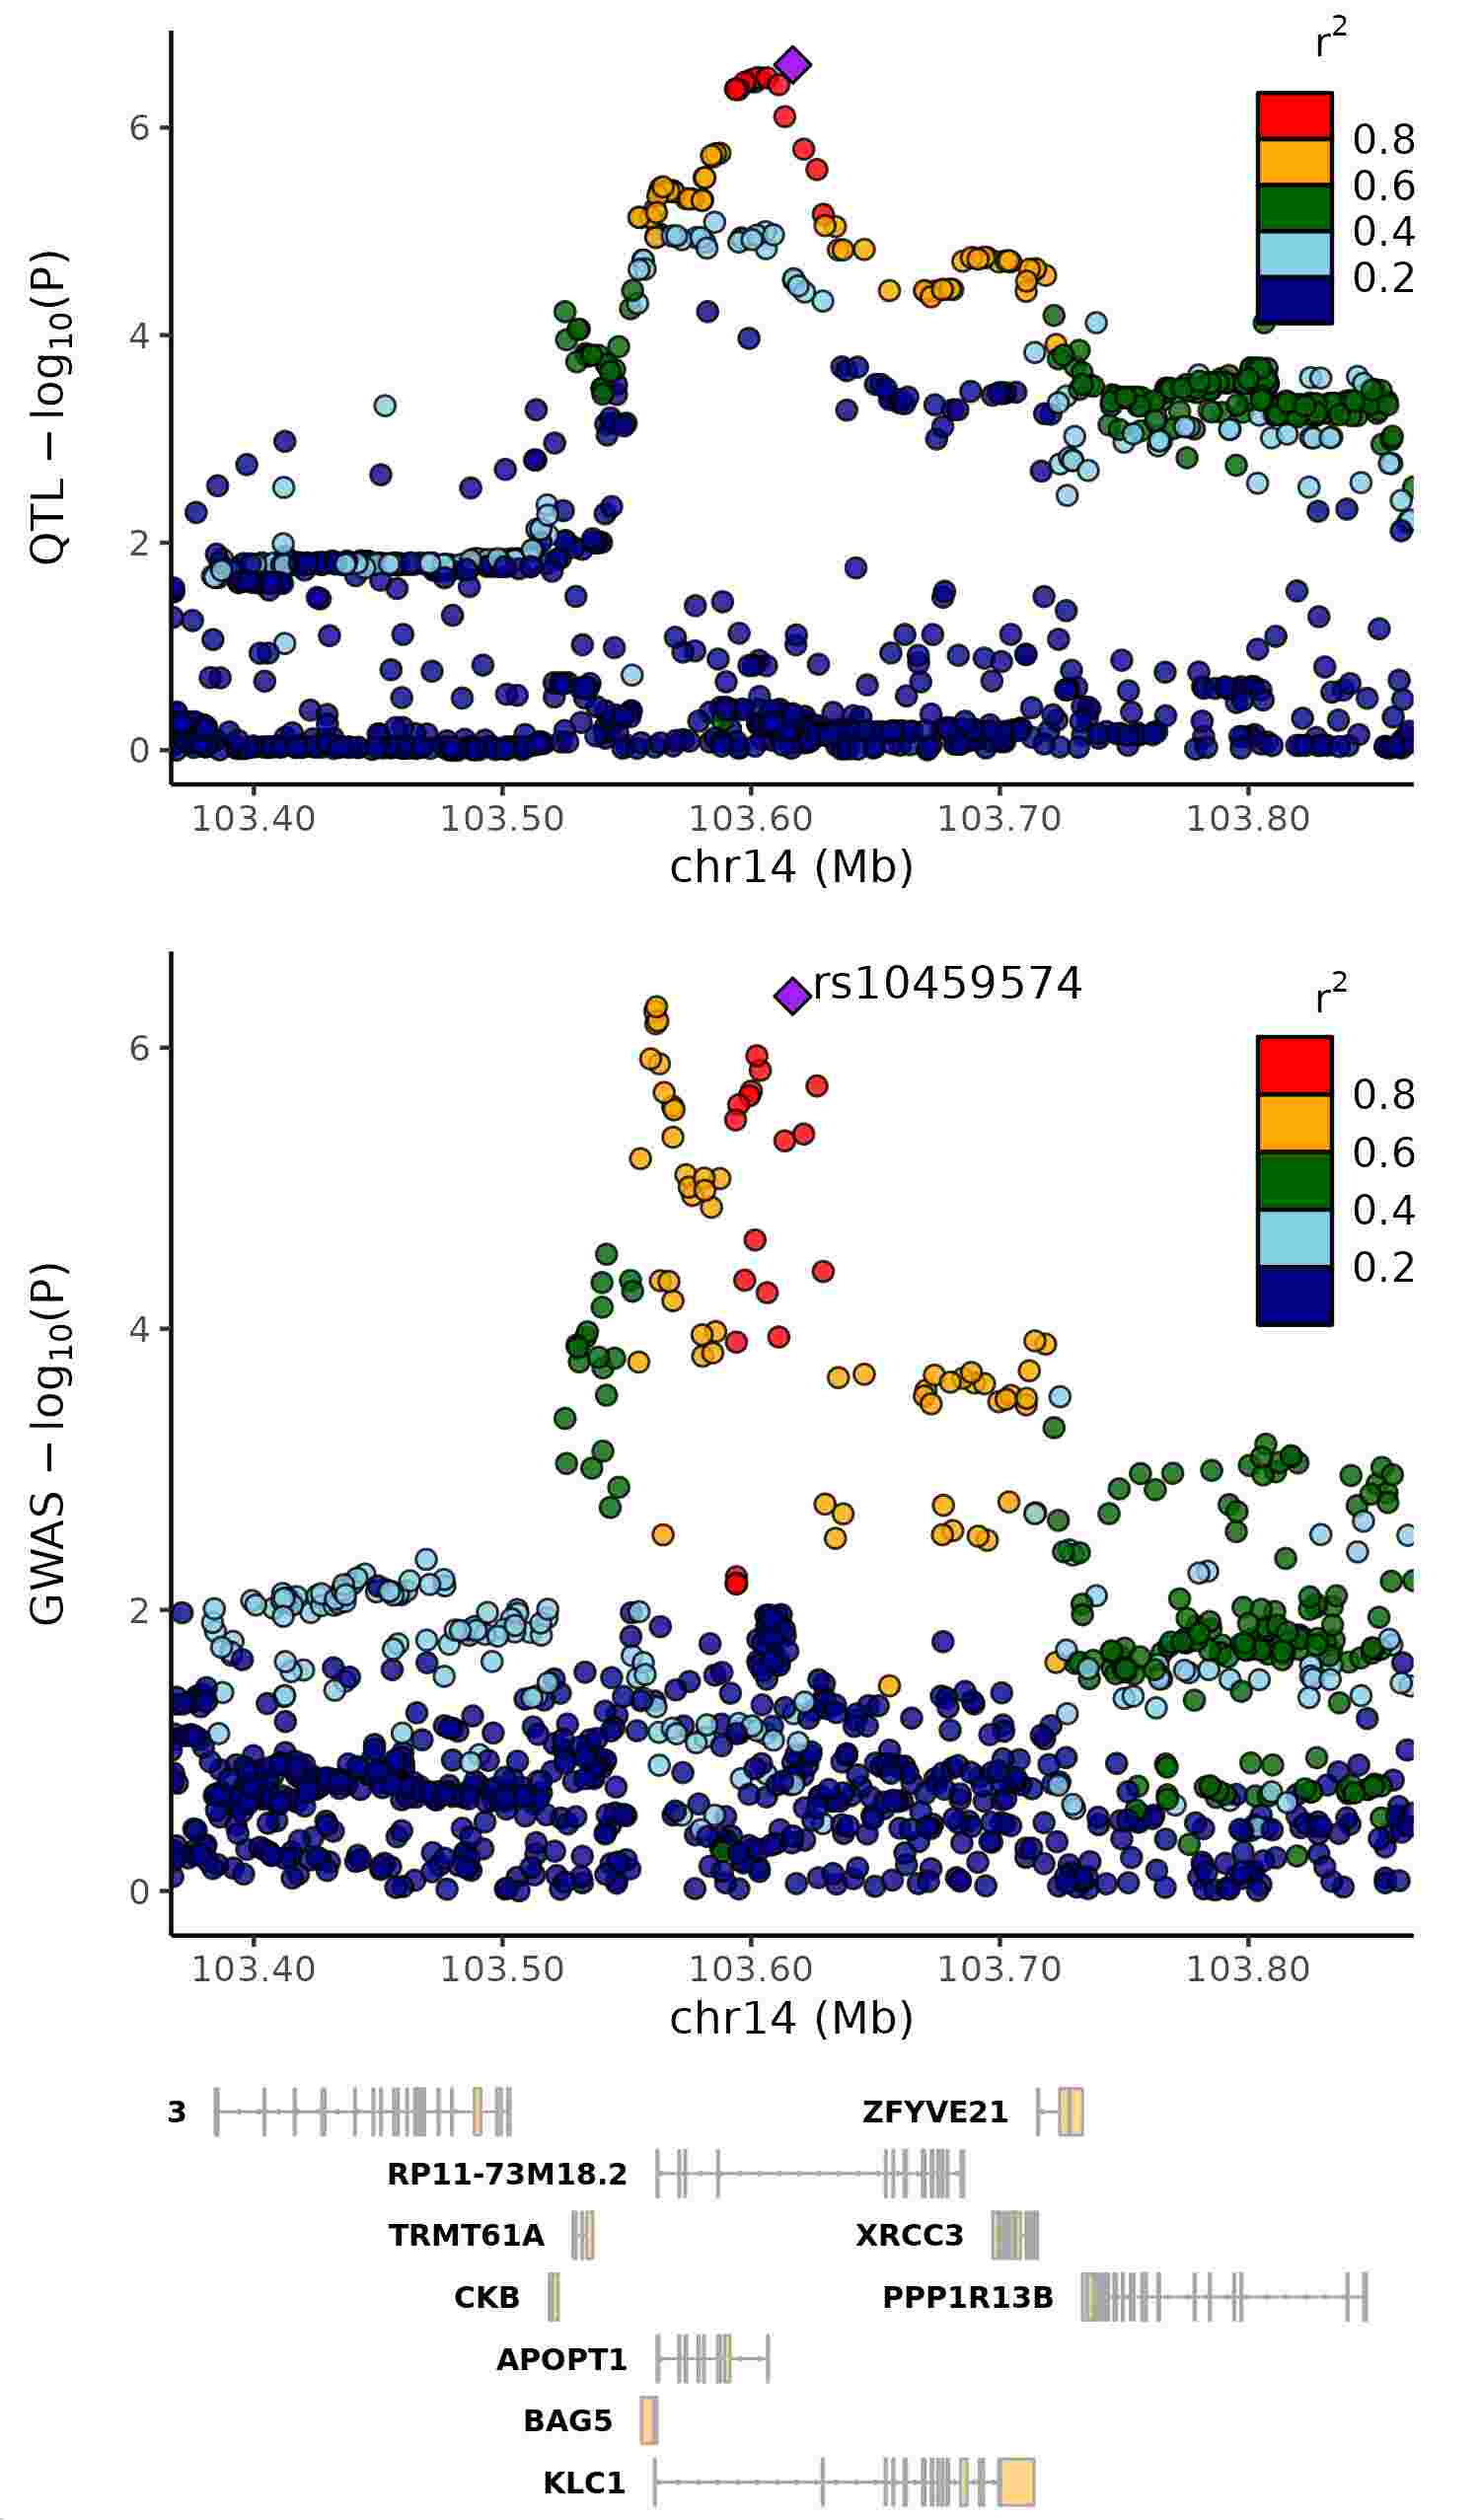 r²
0.8
0.6
0.4
0.2
QTL −log₁₀(P)
6
4
2
0
103.40 103.50 103.60 103.70 103.80
chr14 (Mb)
rs10459574
r²
0.8
0.6
0.4
0.2
GWAS −log₁₀(P)
6
4
2
0
103.40 103.50 103.60 103.70 103.80
chr14 (Mb)
3 ZFYVE21
RP11-73M18.2
TRMT61A XRCC3
CKB PPP1R13B
APOPT1
BAG5
KLC1